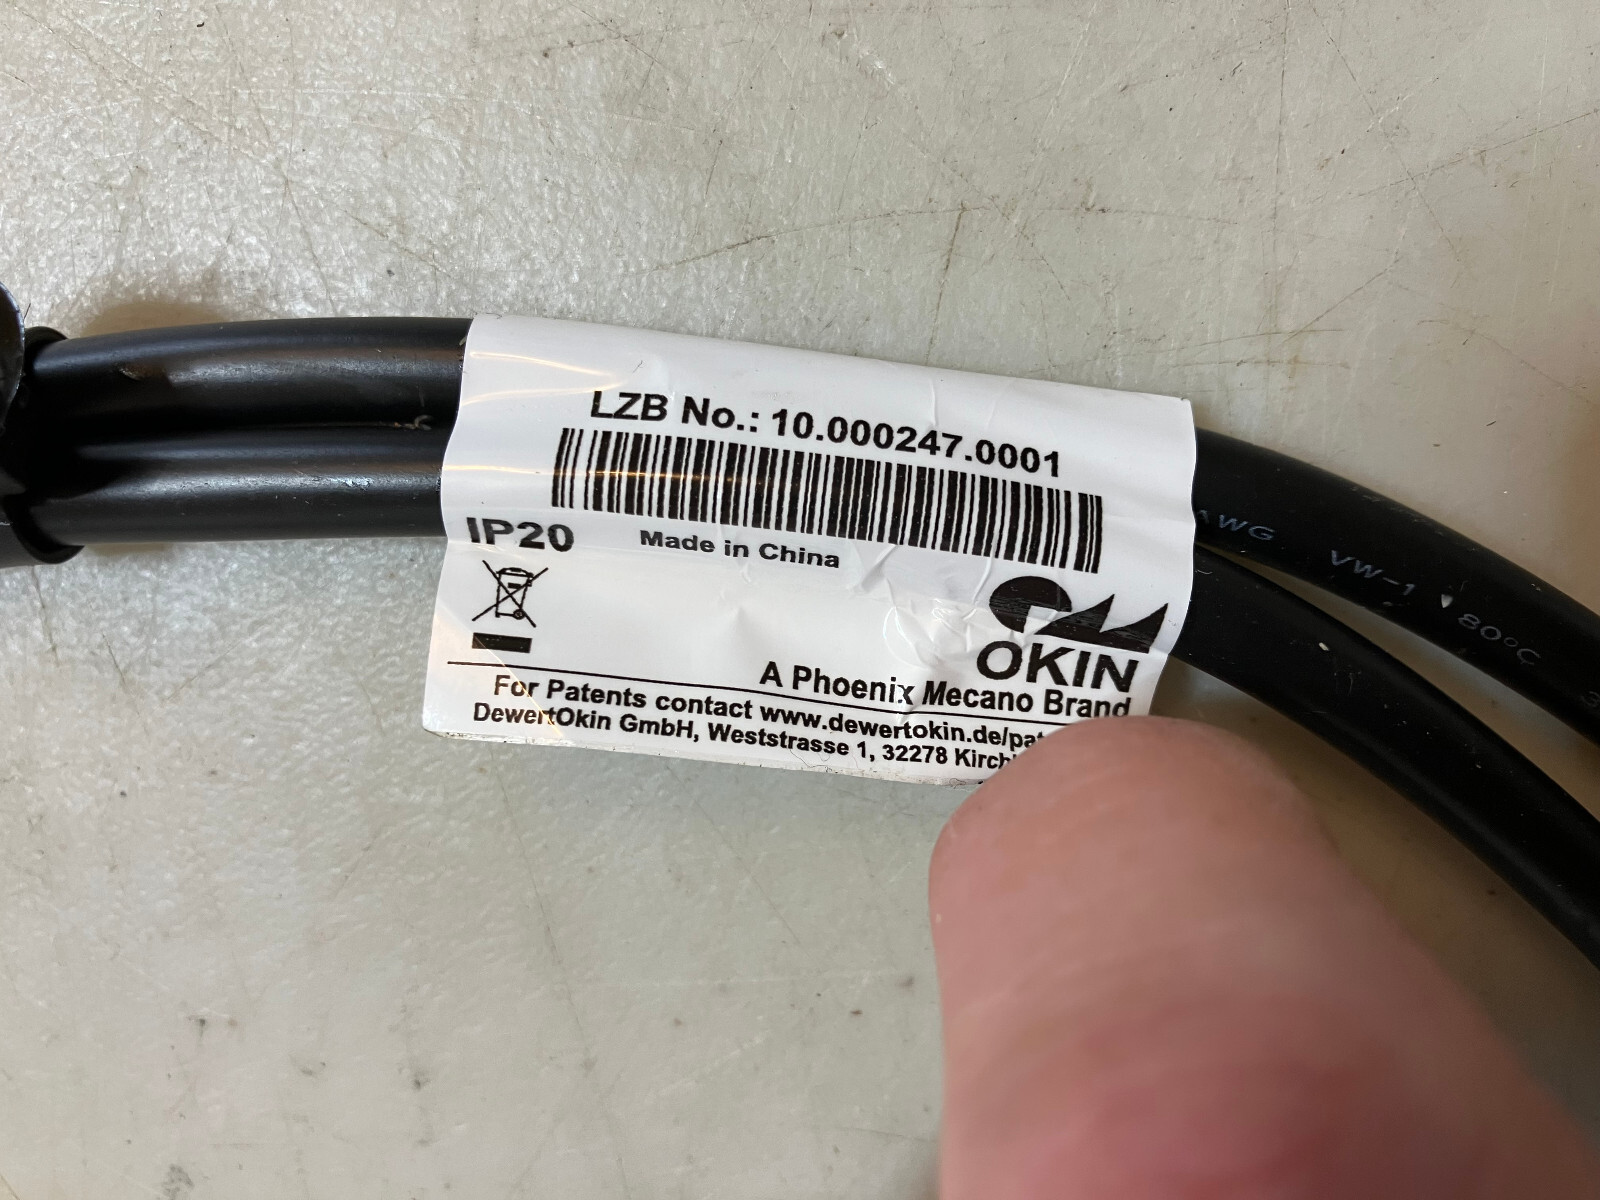 LZB No.: 10.000247.0001
IP20
Made in China
OKIN
A Phoenix Mecano Brand
For Patents contact www.dewertokin.de/pat
DewertOkin GmbH, Weststrasse 1, 32278 Kirch
AWG VW-1 80°C